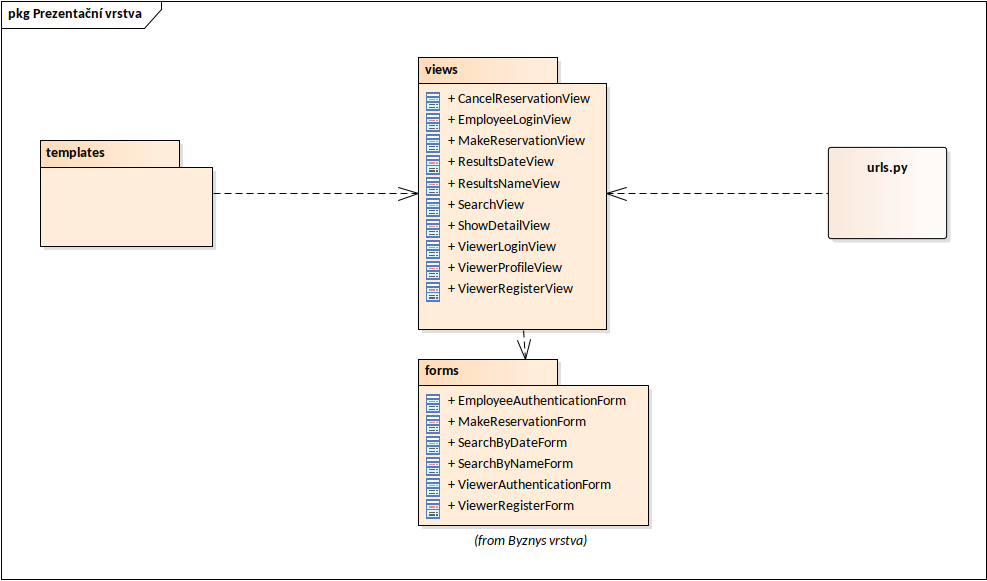 pkg Prezentační vrstva
views
+ CancelReservationView
+ EmployeeLoginView
+ MakeReservationView
+ ResultsDateView
+ ResultsNameView
+ SearchView
+ ShowDetailView
+ ViewerLoginView
+ ViewerProfileView
+ ViewerRegisterView
templates
urls.py
forms
+ EmployeeAuthenticationForm
+ MakeReservationForm
+ SearchByDateForm
+ SearchByNameForm
+ ViewerAuthenticationForm
+ ViewerRegisterForm
(from Byznys vrstva)